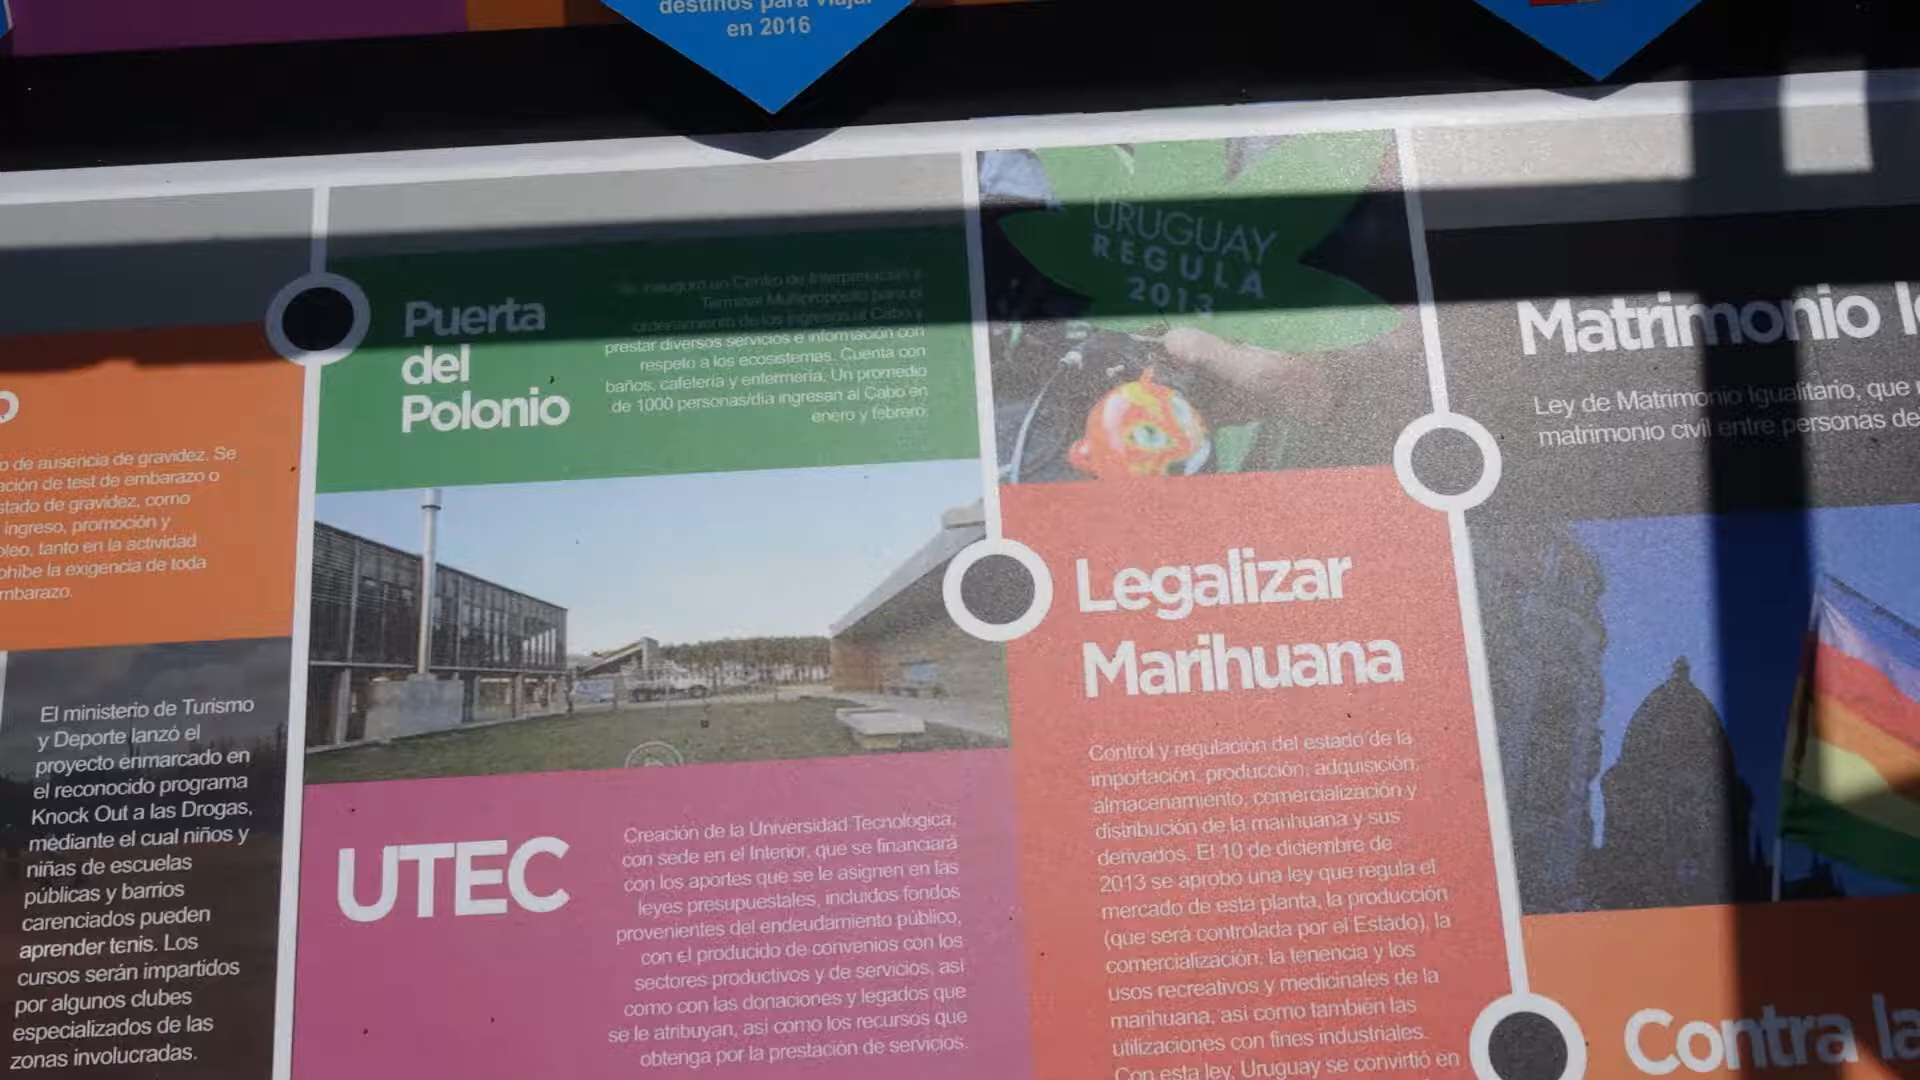 destinos para viajar
en 2016
o de ausencia de gravidez. Se
ación de test de embarazo o
stado de gravidez, como
ingreso, promoción y
oleo, tanto en la actividad
ohíbe la exigencia de toda
mbarazo.
El ministerio de Turismo
y Deporte lanzó el
proyecto enmarcado en
el reconocido programa
Knock Out a las Drogas,
mediante el cual niños y
niñas de escuelas
públicas y barrios
carenciados pueden
aprender tenis. Los
cursos serán impartidos
por algunos clubes
especializados de las
zonas involucradas.
Puerta
del
Polonio
inauguró un Centro de Interpretación y
Terminal Multipropósito para el
ordenamiento de los ingresos al Cabo y
prestar diversos servicios e información con
respeto a los ecosistemas. Cuenta con
baños, cafetería y enfermería. Un promedio
de 1000 personas/día ingresan al Cabo en
enero y febrero.
UTEC
Creación de la Universidad Tecnológica,
con sede en el Interior, que se financiará
con los aportes que se le asignen en las
leyes presupuestales, incluidos fondos
provenientes del endeudamiento público,
con el producido de convenios con los
sectores productivos y de servicios, así
como con las donaciones y legados que
se le atribuyan, así como los recursos que
obtenga por la prestación de servicios.
URUGUAY
REGULA
2013
Legalizar
Marihuana
Control y regulación del estado de la
importación, producción, adquisición,
almacenamiento, comercialización y
distribución de la marihuana y sus
derivados. El 10 de diciembre de
2013 se aprobó una ley que regula el
mercado de esta planta, la producción
(que será controlada por el Estado), la
comercialización, la tenencia y los
usos recreativos y medicinales de la
marihuana, así como también las
utilizaciones con fines industriales.
Con esta ley, Uruguay se convirtió en
Matrimonio I
Ley de Matrimonio Igualitario, que
matrimonio civil entre personas de
Contra la